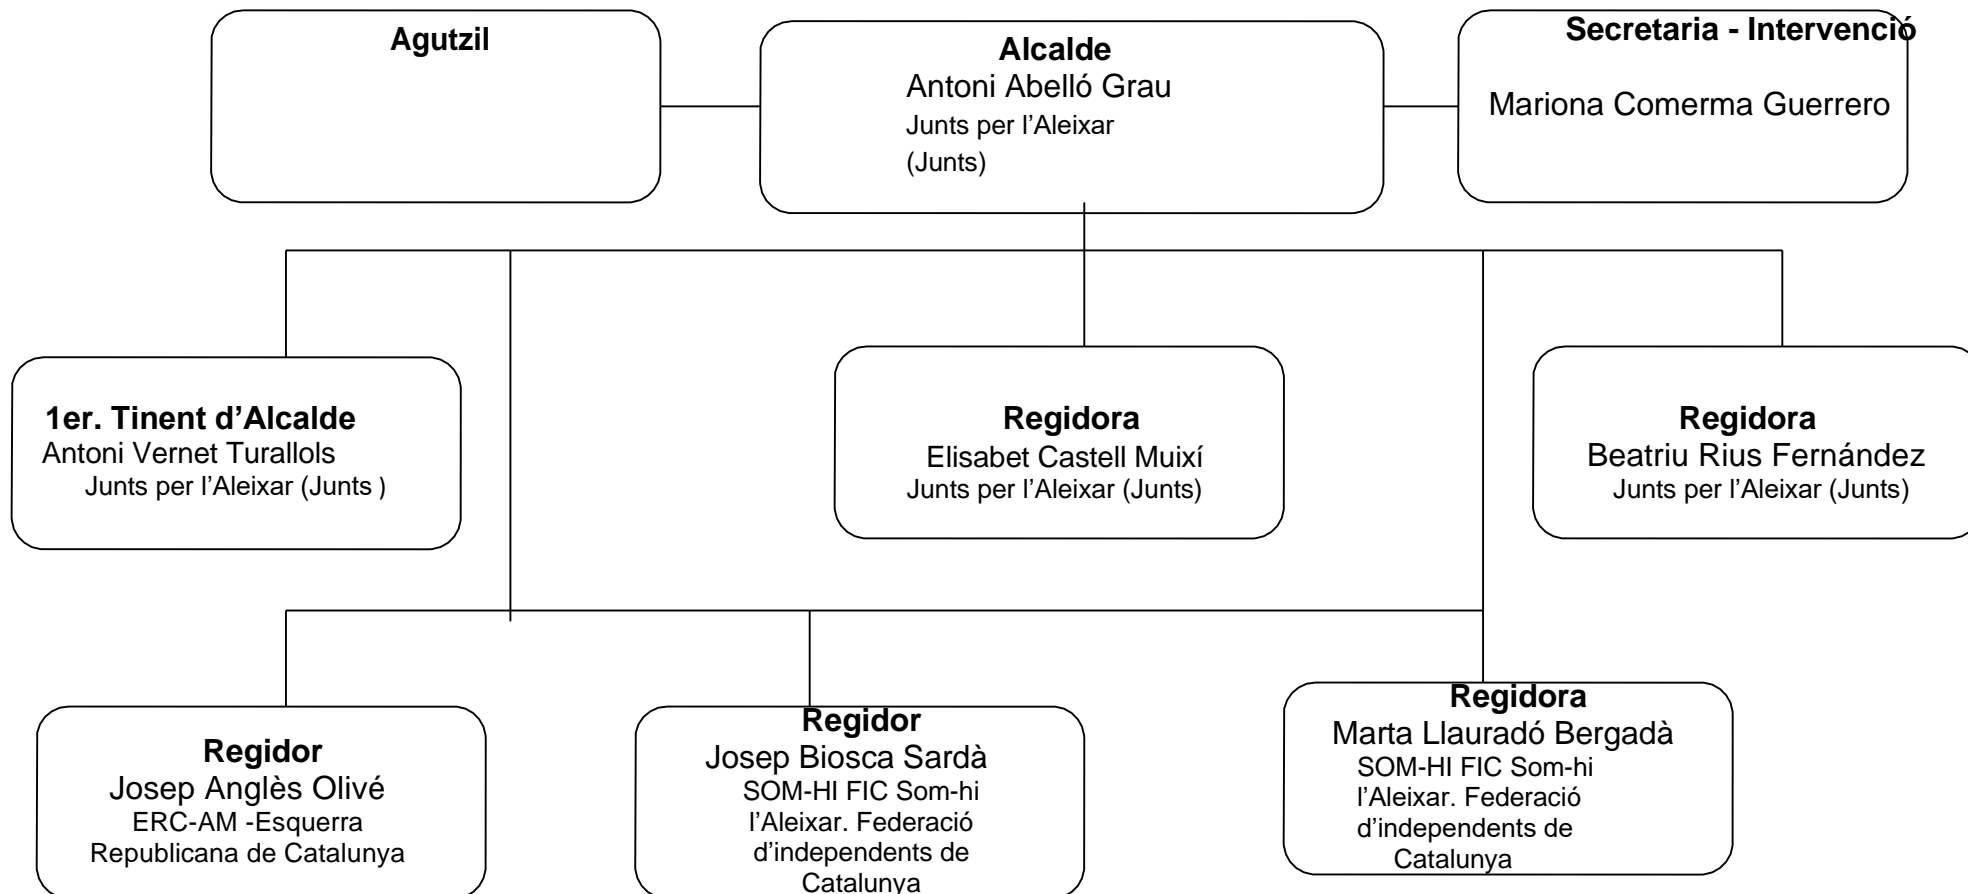 Agutzil
Alcalde
Antoni Abelló Grau
Junts per l’Aleixar
(Junts)
Secretaria - Intervenció
Mariona Comerma Guerrero
1er. Tinent d’Alcalde
Antoni Vernet Turallols
Junts per l’Aleixar (Junts )
Regidora
Elisabet Castell Muixí
Junts per l’Aleixar (Junts)
Regidora
Beatriu Rius Fernández
Junts per l’Aleixar (Junts)
Regidor
Josep Anglès Olivé
ERC-AM -Esquerra
Republicana de Catalunya
Regidor
Josep Biosca Sardà
SOM-HI FIC Som-hi
l’Aleixar. Federació
d’independents de
Catalunya
Regidora
Marta Llauradó Bergadà
SOM-HI FIC Som-hi
l’Aleixar. Federació
d’independents de
Catalunya